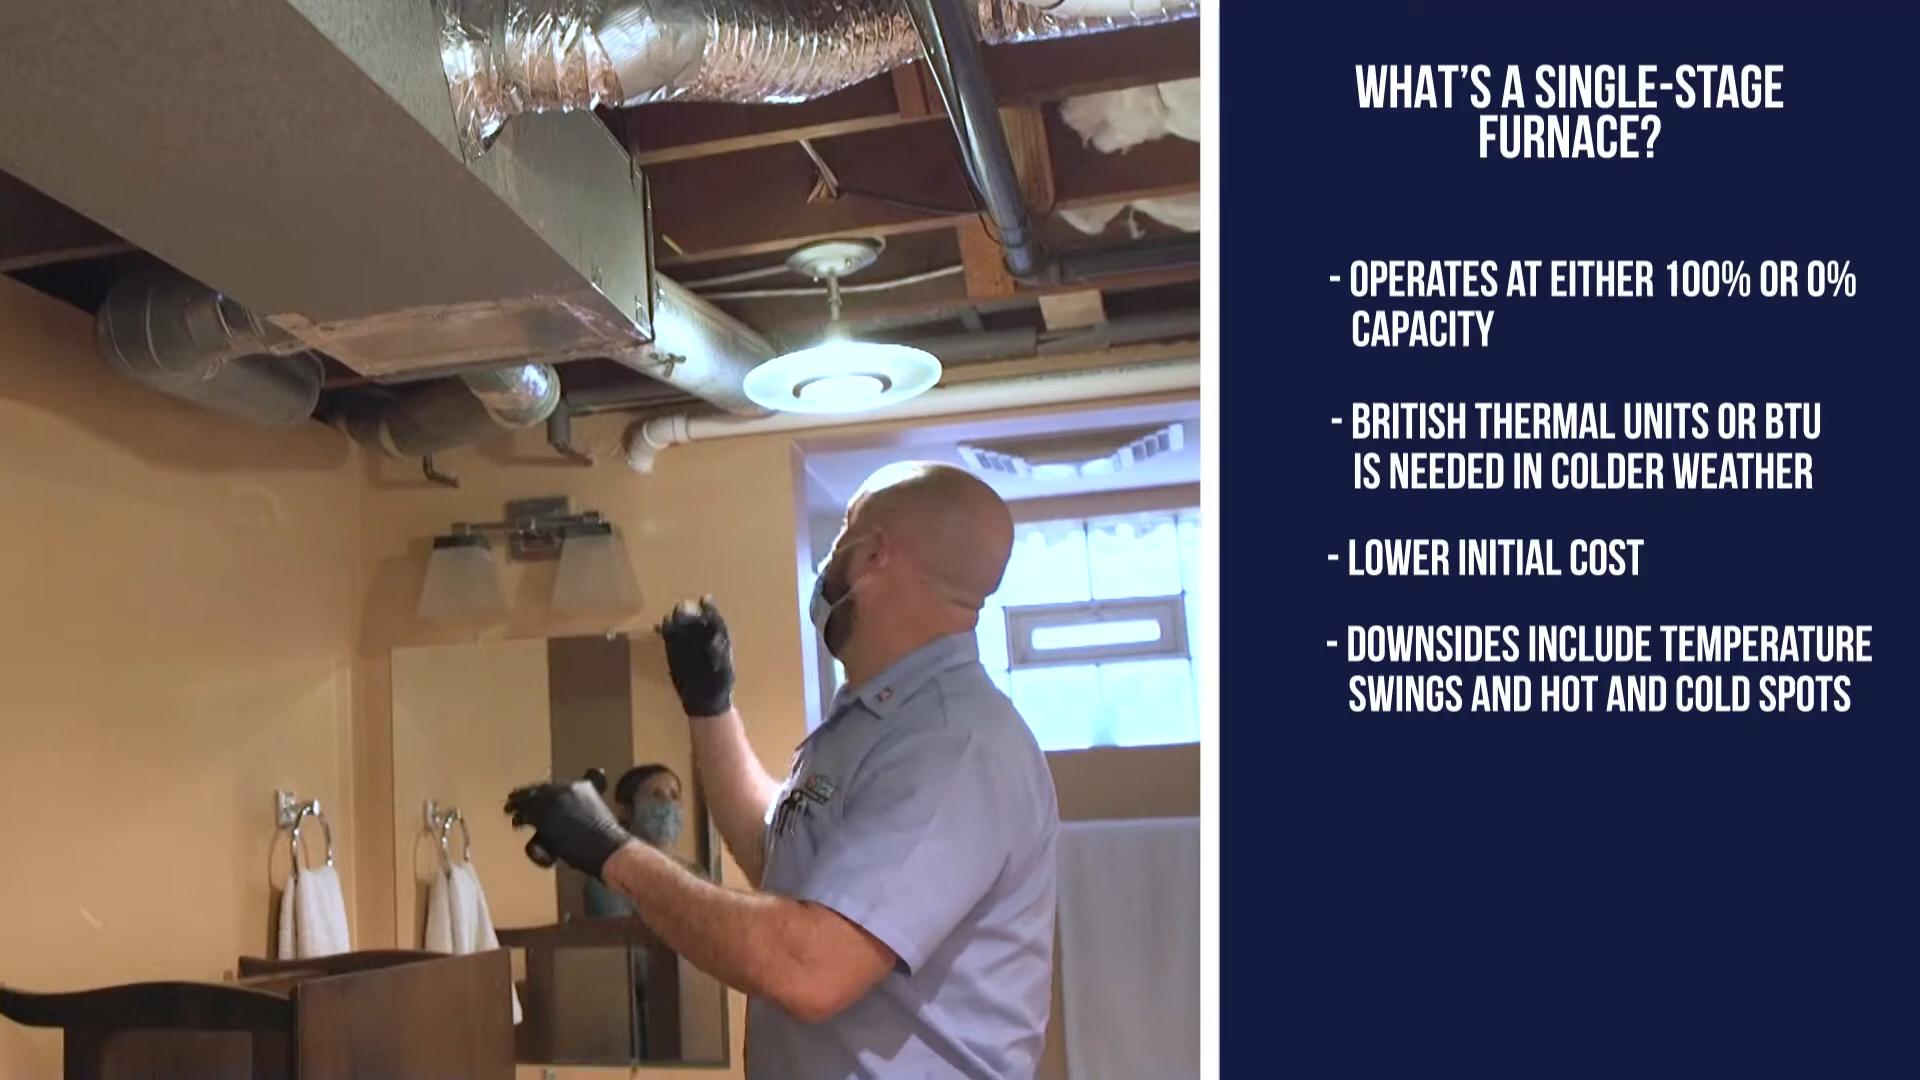 WHAT'S A SINGLE-STAGE
FURNACE?
- OPERATES AT EITHER 100% OR 0%
CAPACITY
- BRITISH THERMAL UNITS OR BTU
IS NEEDED IN COLDER WEATHER
- LOWER INITIAL COST
- DOWNSIDES INCLUDE TEMPERATURE
SWINGS AND HOT AND COLD SPOTS